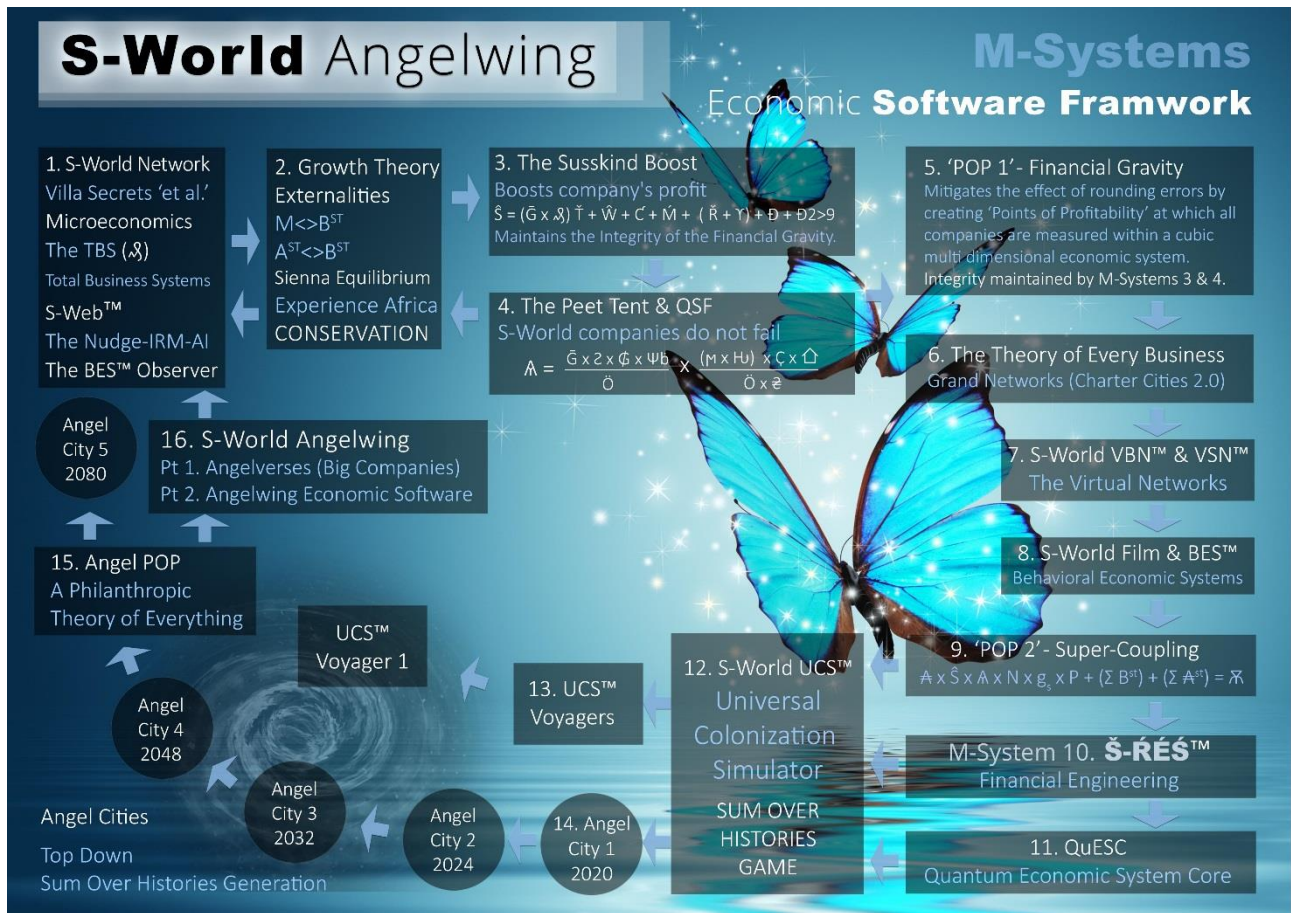 S-World Angelwing
M-Systems
Economic Software Framwork
1. S-World Network
Villa Secrets ‘et al.’
Microeconomics
The TBS (𝒮)
Total Business Systems
S-Web™
The Nudge-IRM-AI
The BES™ Observer
2. Growth Theory
Externalities
M<>Bˢᵀ
Aˢᵀ<>Bˢᵀ
Sienna Equilibrium
Experience Africa
CONSERVATION
3. The Susskind Boost
Boosts company's profit
Ŝ = (Ḡ x 𝒮) Ť + Ŵ + Ƈ + Ḿ + ( Ř + ϒ) + Đ + Đ2>9
Maintains the Integrity of the Financial Gravity.
4. The Peet Tent & QSF
S-World companies do not fail
5. ‘POP 1’- Financial Gravity
Mitigates the effect of rounding errors by
creating ‘Points of Profitability’ at which all
companies are measured within a cubic
multi dimensional economic system.
Integrity maintained by M-Systems 3 & 4.
6. The Theory of Every Business
Grand Networks (Charter Cities 2.0)
7. S-World VBN™ & VSN™
The Virtual Networks
8. S-World Film & BES™
Behavioral Economic Systems
9. ‘POP 2’- Super-Coupling
M-System 10. Š-ŔÉŚ™
Financial Engineering
11. QuESC
Quantum Economic System Core
12. S-World UCS™
Universal
Colonization
Simulator
SUM OVER
HISTORIES
GAME
13. UCS™
Voyagers
UCS™
Voyager 1
14. Angel
City 1
2020
Angel
City 2
2024
Angel
City 3
2032
Angel
City 4
2048
Angel Cities
Top Down
Sum Over Histories Generation
15. Angel POP
A Philanthropic
Theory of Everything
Angel
City 5
2080
16. S-World Angelwing
Pt 1. Angelverses (Big Companies)
Pt 2. Angelwing Economic Software